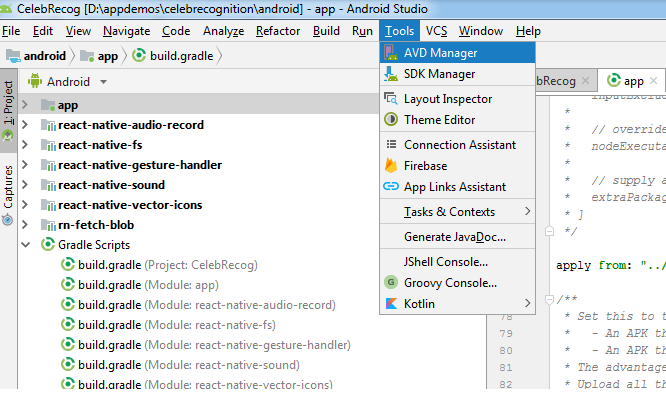 CelebRecog [D:\appdemos\celebrecognition\android] - app - Android Studio
File Edit View Navigate Code Analyze Refactor Build Run Tools VCS Window Help
android app build.gradle
AVD Manager
SDK Manager
Layout Inspector
Theme Editor
Connection Assistant
Firebase
App Links Assistant
Tasks & Contexts
Generate JavaDoc...
JShell Console...
Groovy Console...
Kotlin
1: Project
Captures
Android
app
react-native-audio-record
react-native-fs
react-native-gesture-handler
react-native-sound
react-native-vector-icons
rn-fetch-blob
Gradle Scripts
build.gradle (Project: CelebRecog)
build.gradle (Module: app)
build.gradle (Module: react-native-audio-record)
build.gradle (Module: react-native-fs)
build.gradle (Module: react-native-gesture-handler)
build.gradle (Module: react-native-sound)
build.gradle (Module: react-native-vector-icons)
bRecog app
*
* // override
* nodeExecuta
*
* // supply a
* extraPackag
* ]
*/
apply from: "../
/**
78 * Set this to t
79 * - An APK th
80 * - An APK th
81 * The advantage
82 * Upload all th